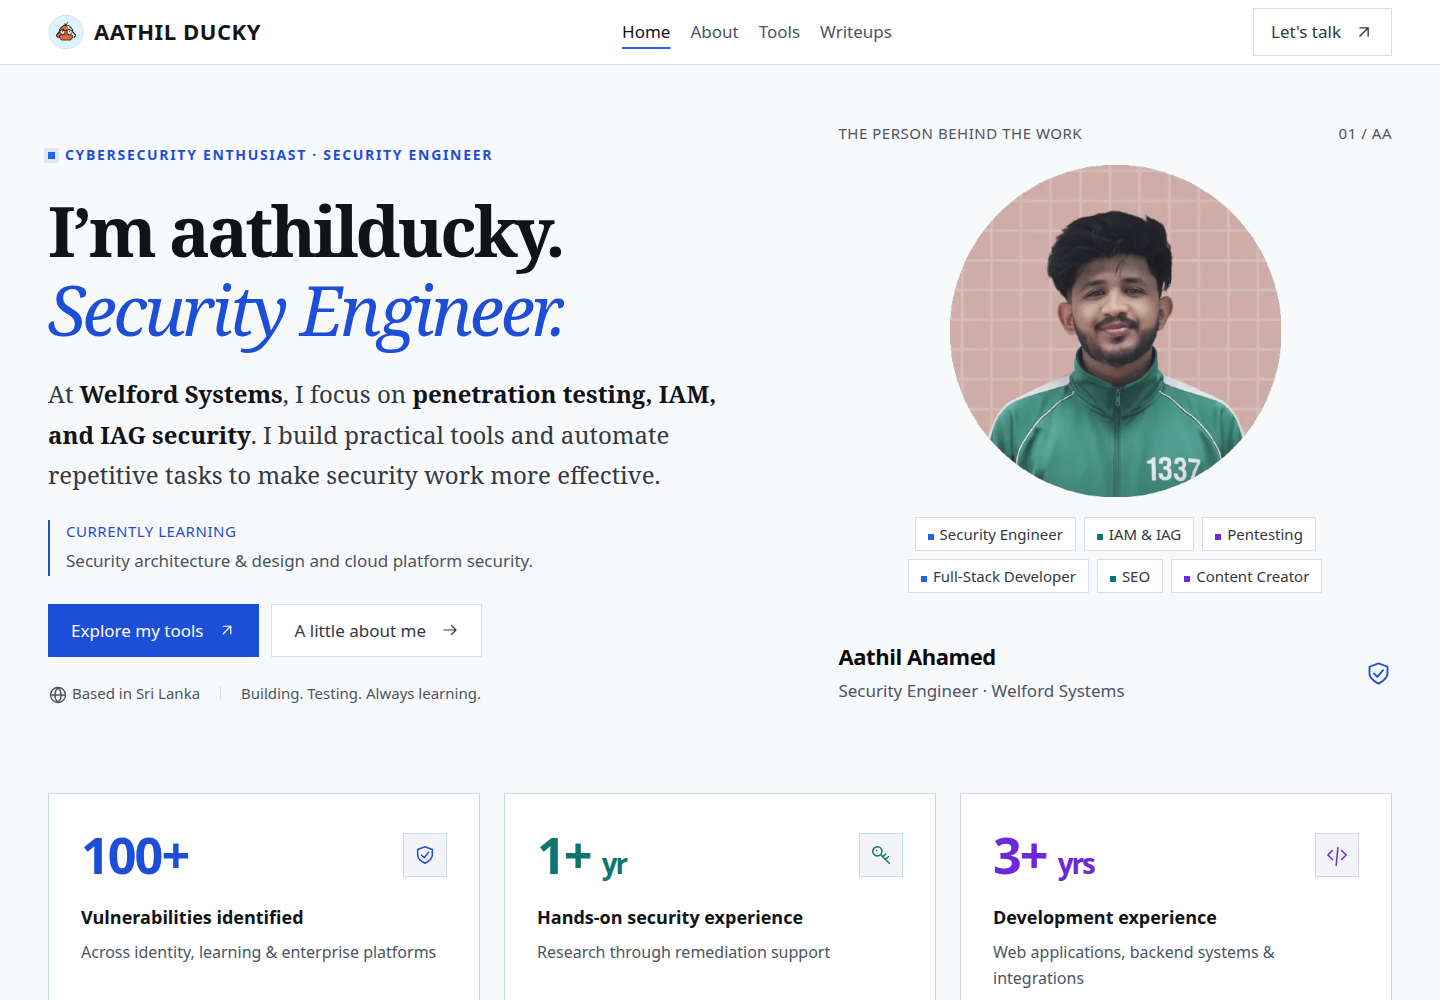 AATHIL DUCKY
Home
About
Tools
Writeups
Let's talk
CYBERSECURITY ENTHUSIAST · SECURITY ENGINEER
I’m aathilducky.
Security Engineer.
At Welford Systems, I focus on penetration testing, IAM,
and IAG security. I build practical tools and automate
repetitive tasks to make security work more effective.
CURRENTLY LEARNING
Security architecture & design and cloud platform security.
Explore my tools
A little about me
Based in Sri Lanka
Building. Testing. Always learning.
THE PERSON BEHIND THE WORK
01 / AA
1337
Security Engineer
IAM & IAG
Pentesting
Full-Stack Developer
SEO
Content Creator
Aathil Ahamed
Security Engineer · Welford Systems
100+
Vulnerabilities identified
Across identity, learning & enterprise platforms
1+ yr
Hands-on security experience
Research through remediation support
3+ yrs
Development experience
Web applications, backend systems &
integrations